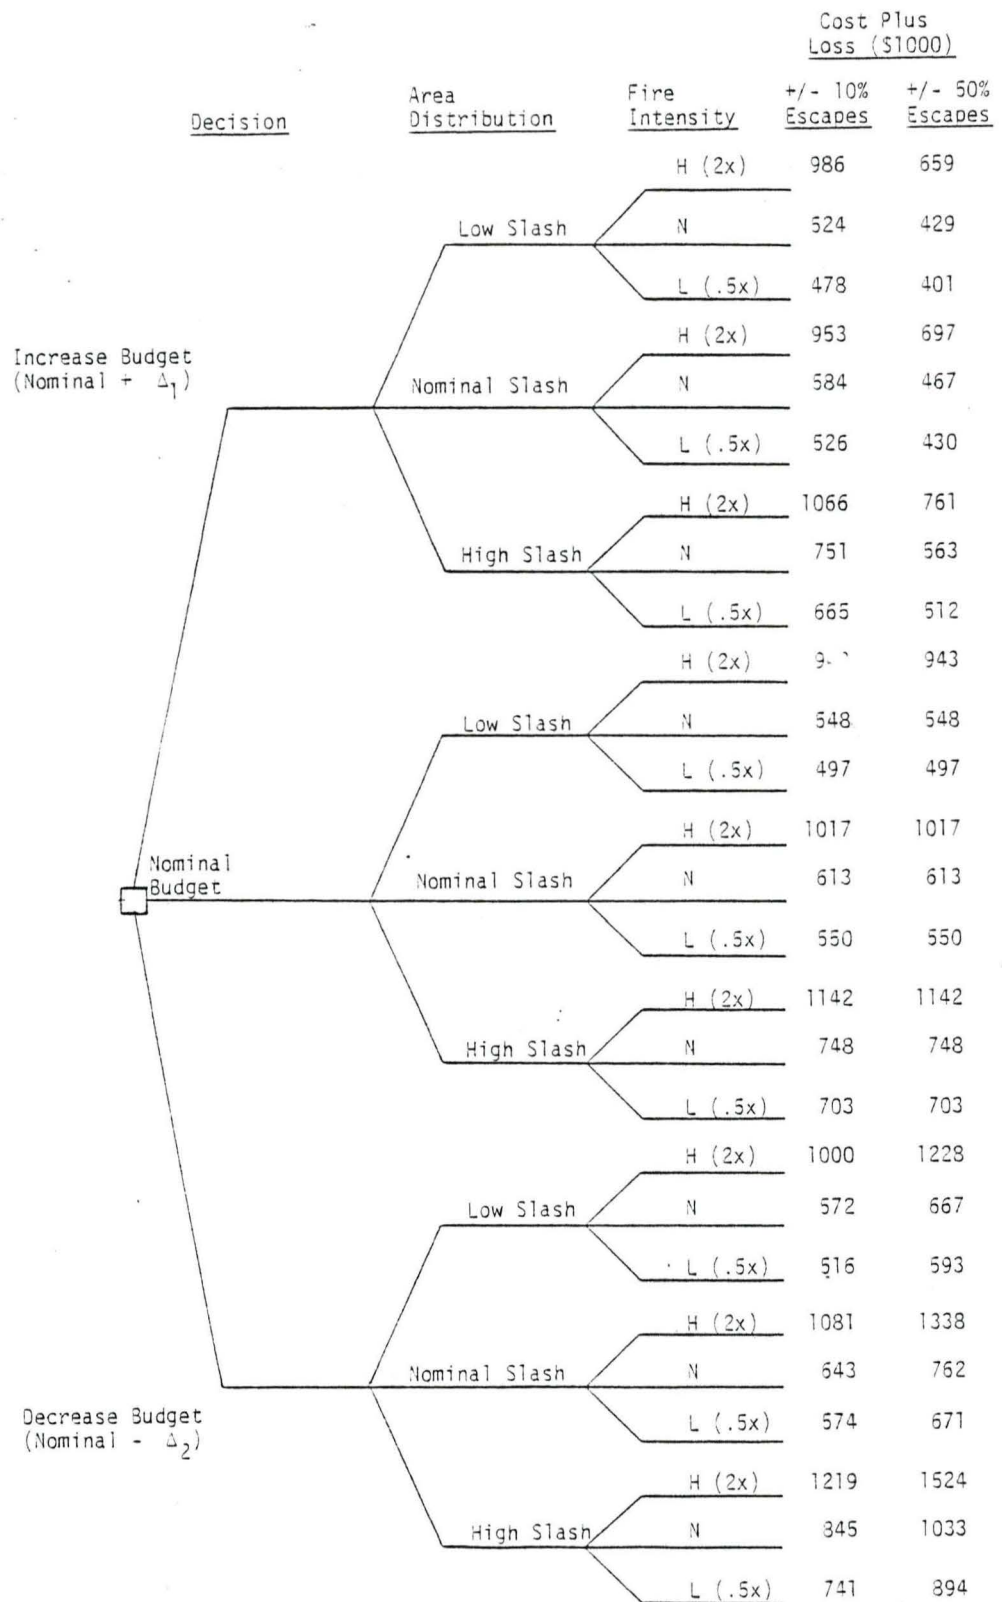 Cost Plus
Loss ($1000)
Decision
Area
Distribution
Fire
Intensity
+/- 10%
Escapes
+/- 50%
Escapes
H (2x) 986 659
Low Slash N 524 429
L (.5x) 478 401
Increase Budget
(Nominal + Δ1)
H (2x) 953 697
Nominal Slash N 584 467
L (.5x) 526 430
H (2x) 1066 761
High Slash N 751 563
L (.5x) 665 512
H (2x) 943
Low Slash N 548 548
L (.5x) 497 497
Nominal
Budget
H (2x) 1017 1017
Nominal Slash N 613 613
L (.5x) 550 550
H (2x) 1142 1142
High Slash N 748 748
L (.5x) 703 703
H (2x) 1000 1228
Low Slash N 572 667
L (.5x) 516 593
H (2x) 1081 1338
Nominal Slash N 643 762
L (.5x) 574 671
Decrease Budget
(Nominal - Δ2)
H (2x) 1219 1524
High Slash N 845 1033
L (.5x) 741 894